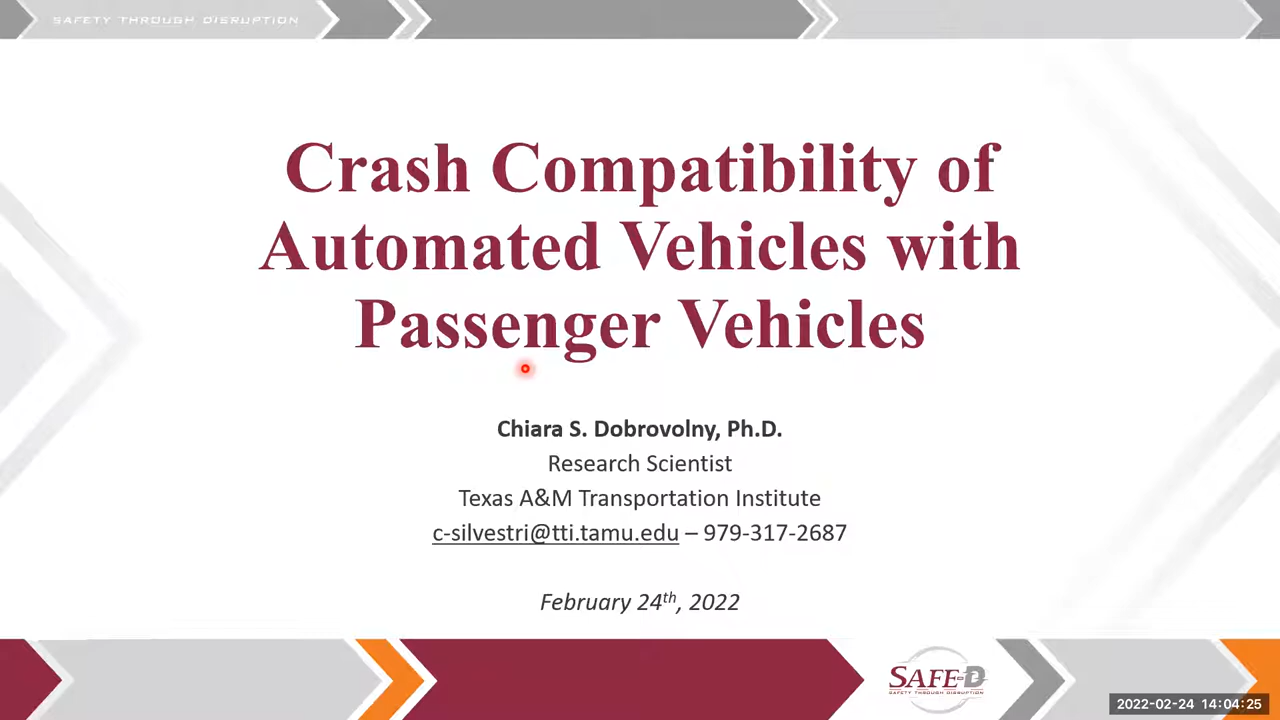 SAFETY THROUGH DISRUPTION
Crash Compatibility of
Automated Vehicles with
Passenger Vehicles
Chiara S. Dobrovolny, Ph.D.
Research Scientist
Texas A&M Transportation Institute
c-silvestri@tti.tamu.edu – 979-317-2687
February 24th, 2022
SAFE-D
SAFETY THROUGH DISRUPTION
2022-02-24 14:04:25